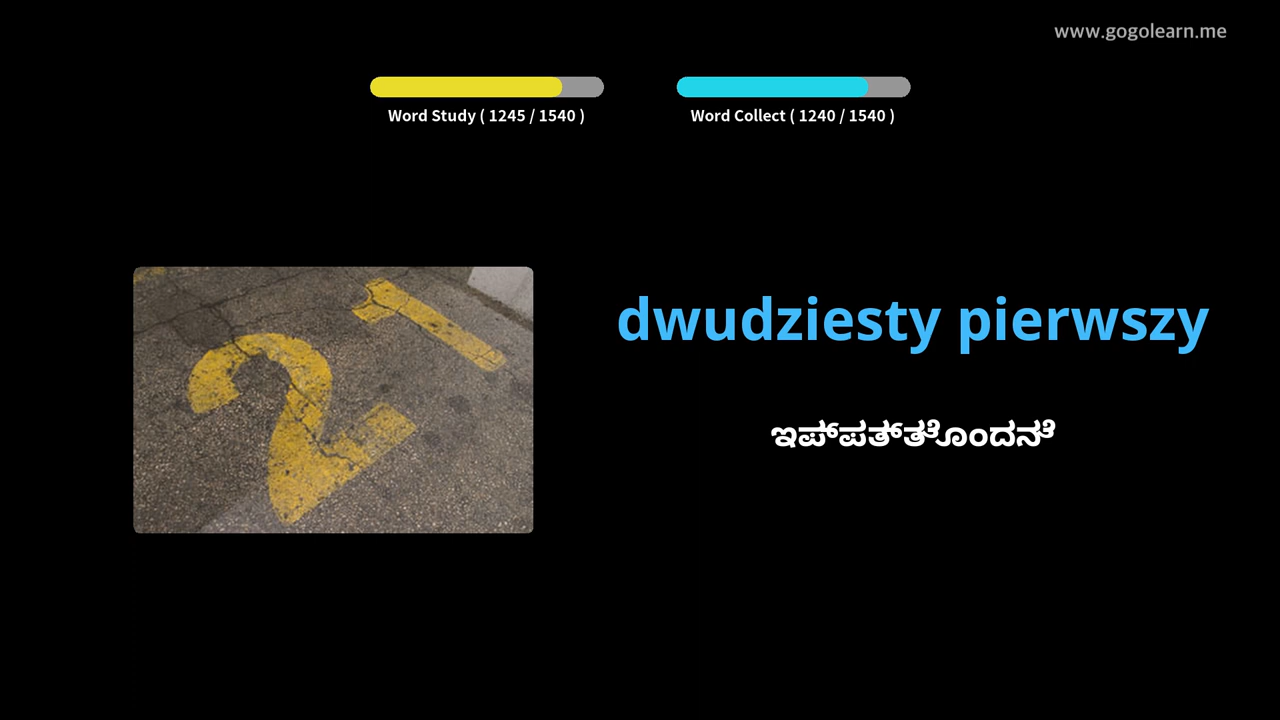 www.gogolearn.me
Word Study ( 1245 / 1540 )
Word Collect ( 1240 / 1540 )
21
dwudziesty pierwszy
ಇಪ್ಪತ್ತೊಂದನೆ